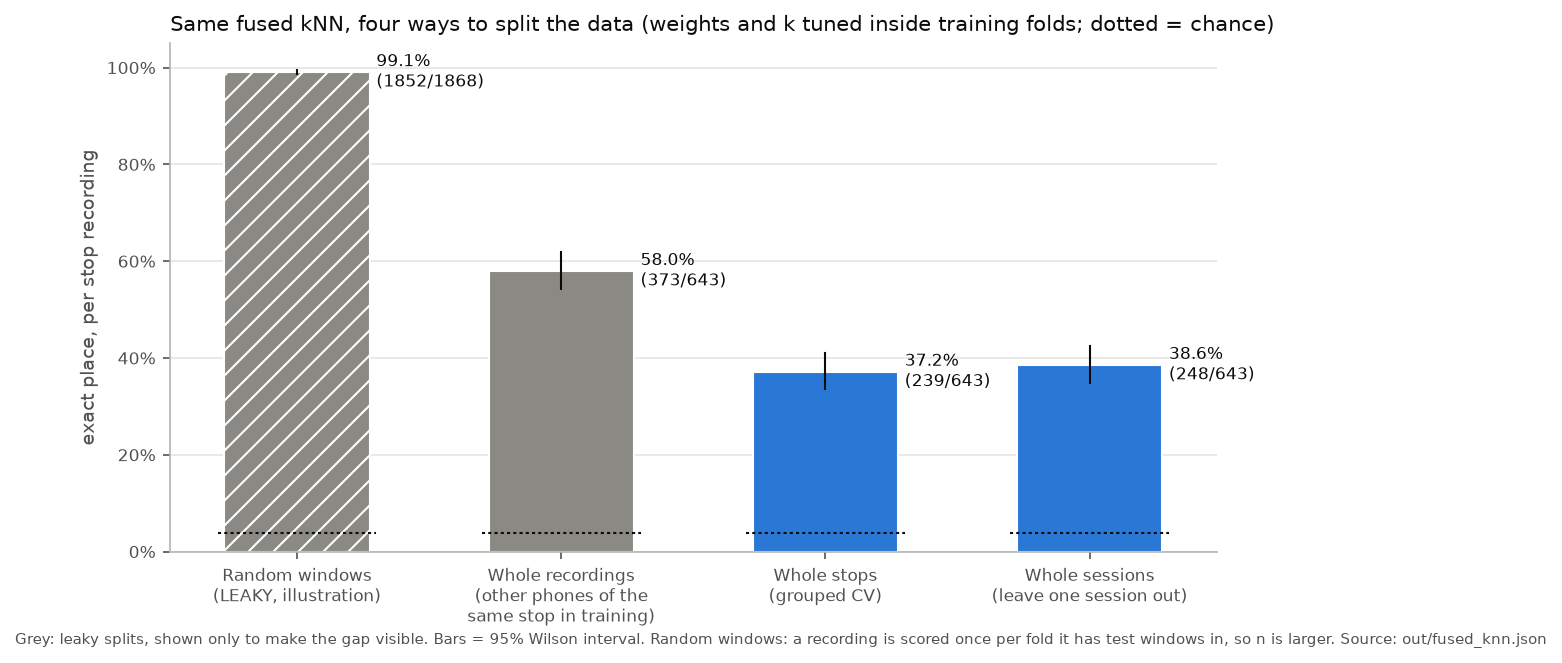 Same fused kNN, four ways to split the data (weights and k tuned inside training folds; dotted = chance)
exact place, per stop recording
100%
80%
60%
40%
20%
0%
99.1%
(1852/1868)
58.0%
(373/643)
37.2%
(239/643)
38.6%
(248/643)
Random windows
(LEAKY, illustration)
Whole recordings
(other phones of the
same stop in training)
Whole stops
(grouped CV)
Whole sessions
(leave one session out)
Grey: leaky splits, shown only to make the gap visible. Bars = 95% Wilson interval. Random windows: a recording is scored once per fold it has test windows in, so n is larger. Source: out/fused_knn.json